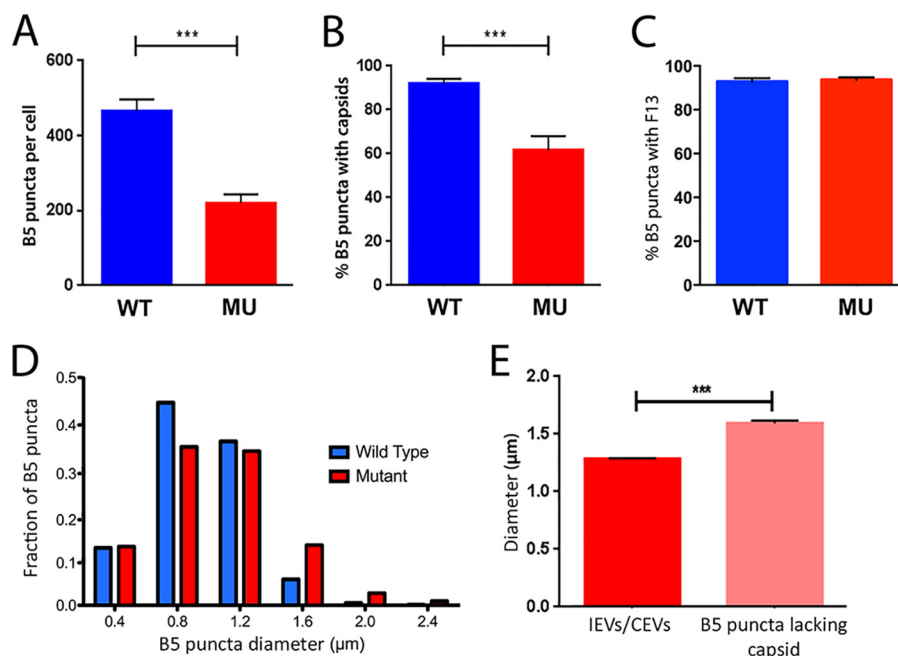 A
***
600
400
200
0
B5 puncta per cell
WT MU
B
***
100
80
60
40
20
0
% B5 puncta with capsids
WT MU
C
100
80
60
40
20
0
% B5 puncta with F13
WT MU
D
0.5
0.4
0.3
0.1
0.1
0.0
Fraction of B5 puncta
Wild Type
Mutant
0.4 0.8 1.2 1.6 2.0 2.4
B5 puncta diameter (µm)
E
***
2.0
1.5
1.0
0.5
0.0
Diameter (µm)
IEVs/CEVs B5 puncta lacking
capsid